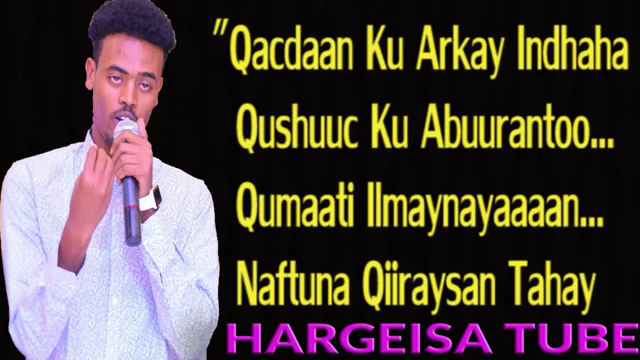 "Qacdaan Ku Arkay Indhaha
Qushuuc Ku Abuurantoo...
Qumaati Ilmaynayaaaan...
Naftuna Qiiraysan Tahay
HARGEISA TUBE